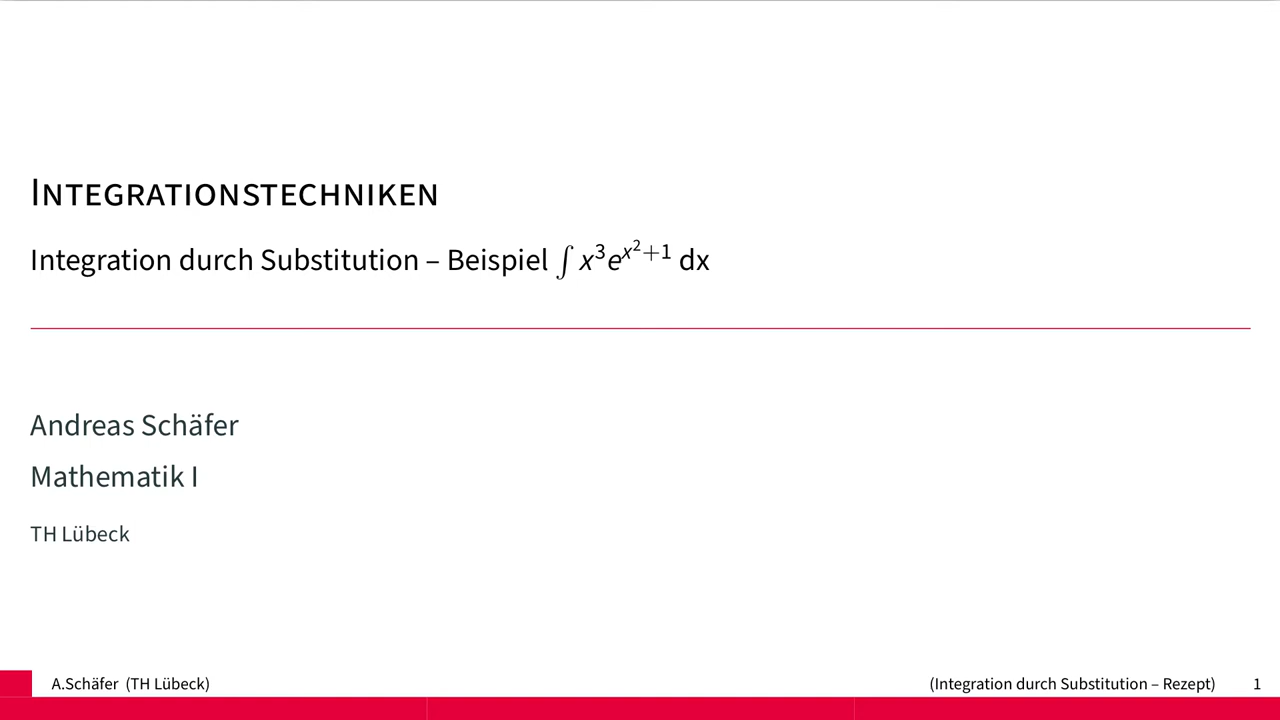 INTEGRATIONSTECHNIKEN
Integration durch Substitution – Beispiel ∫ x³e^{x²+1} dx
Andreas Schäfer
Mathematik I
TH Lübeck
A.Schäfer (TH Lübeck)
(Integration durch Substitution – Rezept)
1